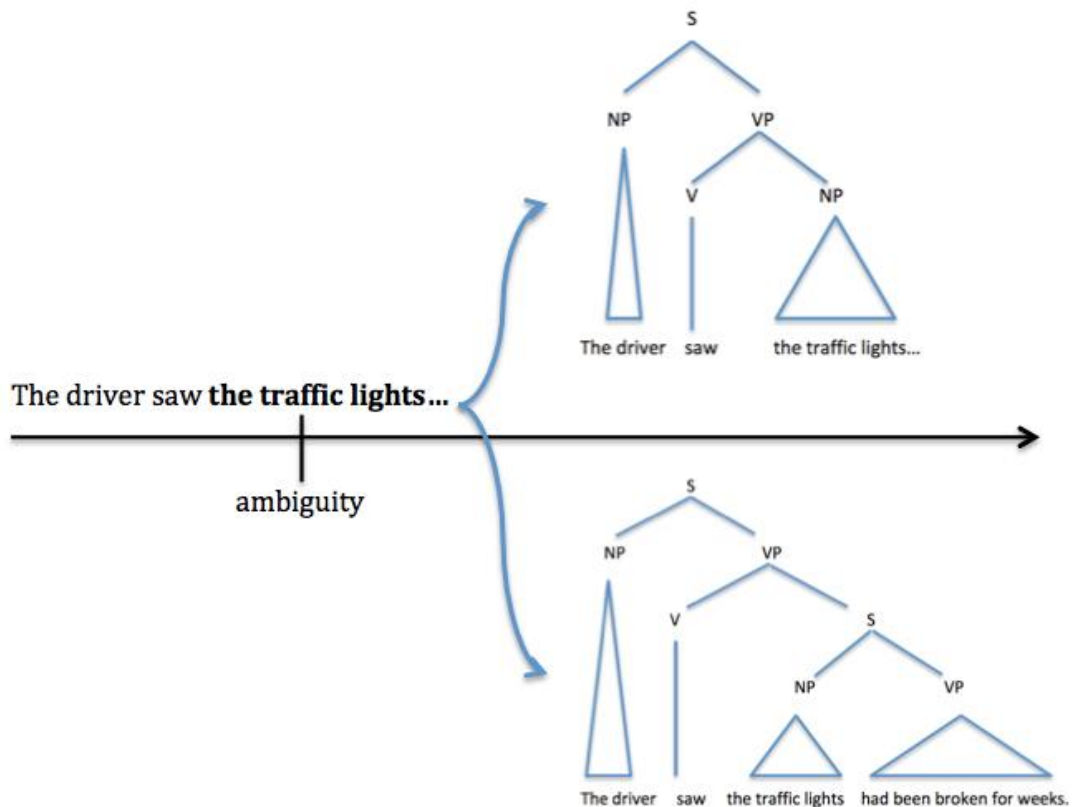 S
NP VP
V NP
The driver saw the traffic lights...
The driver saw the traffic lights...
ambiguity
S
NP VP
V S
NP VP
The driver saw the traffic lights had been broken for weeks.